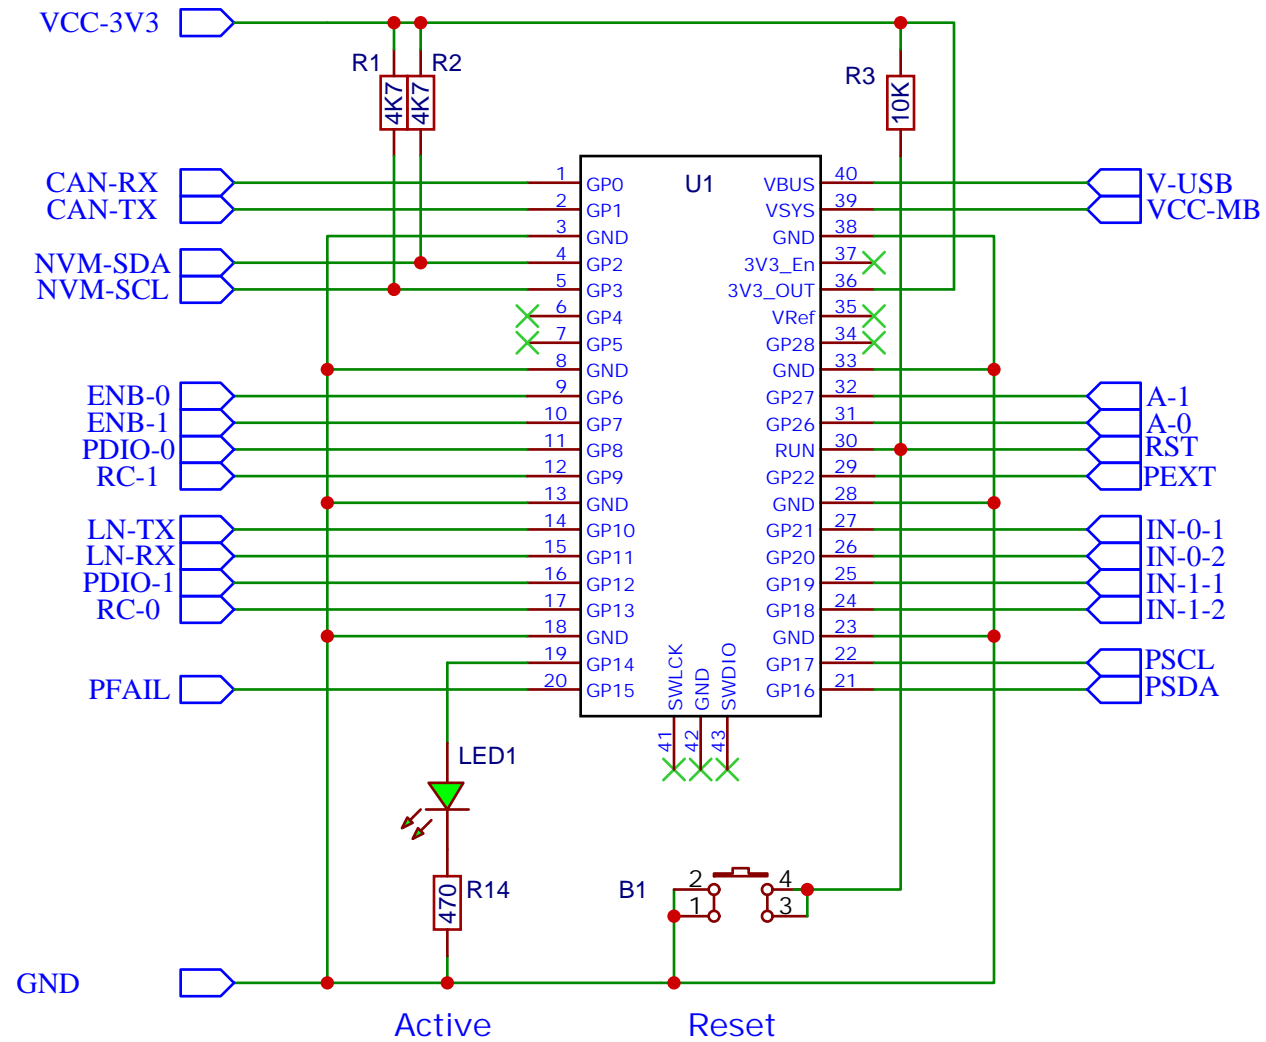 VCC-3V3
R1 R2 R3
4K7 4K7 10K
U1
CAN-RX 1 GP0 VBUS 40 V-USB
CAN-TX 2 GP1 VSYS 39 VCC-MB
3 GND GND 38
NVM-SDA 4 GP2 3V3_En 37
NVM-SCL 5 GP3 3V3_OUT 36
6 GP4 VRef 35
7 GP5 GP28 34
8 GND GND 33
ENB-0 9 GP6 GP27 32 A-1
ENB-1 10 GP7 GP26 31 A-0
PDIO-0 11 GP8 RUN 30 RST
RC-1 12 GP9 GP22 29 PEXT
13 GND GND 28
LN-TX 14 GP10 GP21 27 IN-0-1
LN-RX 15 GP11 GP20 26 IN-0-2
PDIO-1 16 GP12 GP19 25 IN-1-1
RC-0 17 GP13 GP18 24 IN-1-2
18 GND GND 23
19 GP14 GP17 22 PSCL
PFAIL 20 GP15 GP16 21 PSDA
SWLCK GND SWDIO
41 42 43
LED1
470 R14
B1 2 4
1 3
GND
Active Reset